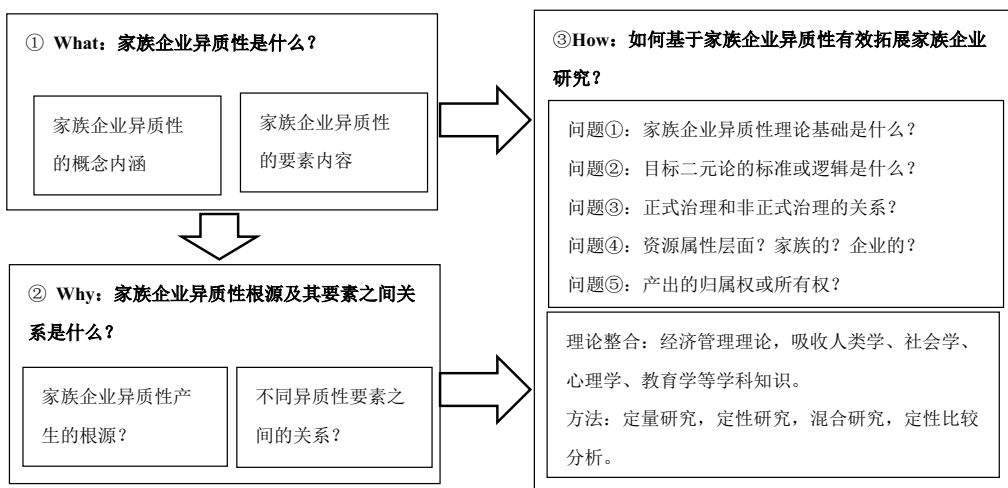 ① What：家族企业异质性是什么？
家族企业异质性
的概念内涵
家族企业异质性
的要素内容
② Why：家族企业异质性根源及其要素之间关
系是什么？
家族企业异质性产
生的根源？
不同异质性要素之
间的关系？
③How：如何基于家族企业异质性有效拓展家族企业
研究？
问题①：家族企业异质性理论基础是什么？
问题②：目标二元论的标准或逻辑是什么？
问题③：正式治理和非正式治理的关系？
问题④：资源属性层面？家族的？企业的？
问题⑤：产出的归属权或所有权？
理论整合：经济管理理论，吸收人类学、社会学、
心理学、教育学等学科知识。
方法：定量研究，定性研究，混合研究，定性比较
分析。